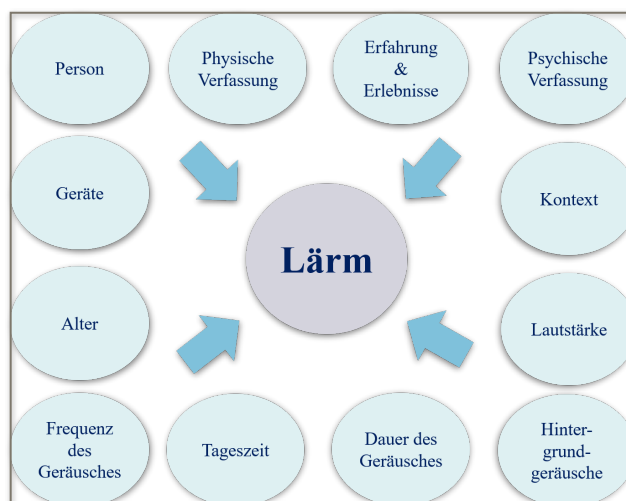 Person
Physische
Verfassung
Erfahrung
&
Erlebnisse
Psychische
Verfassung
Geräte
Kontext
Lärm
Alter
Lautstärke
Frequenz
des
Geräusches
Tageszeit
Dauer des
Geräusches
Hinter-
grund-
geräusche